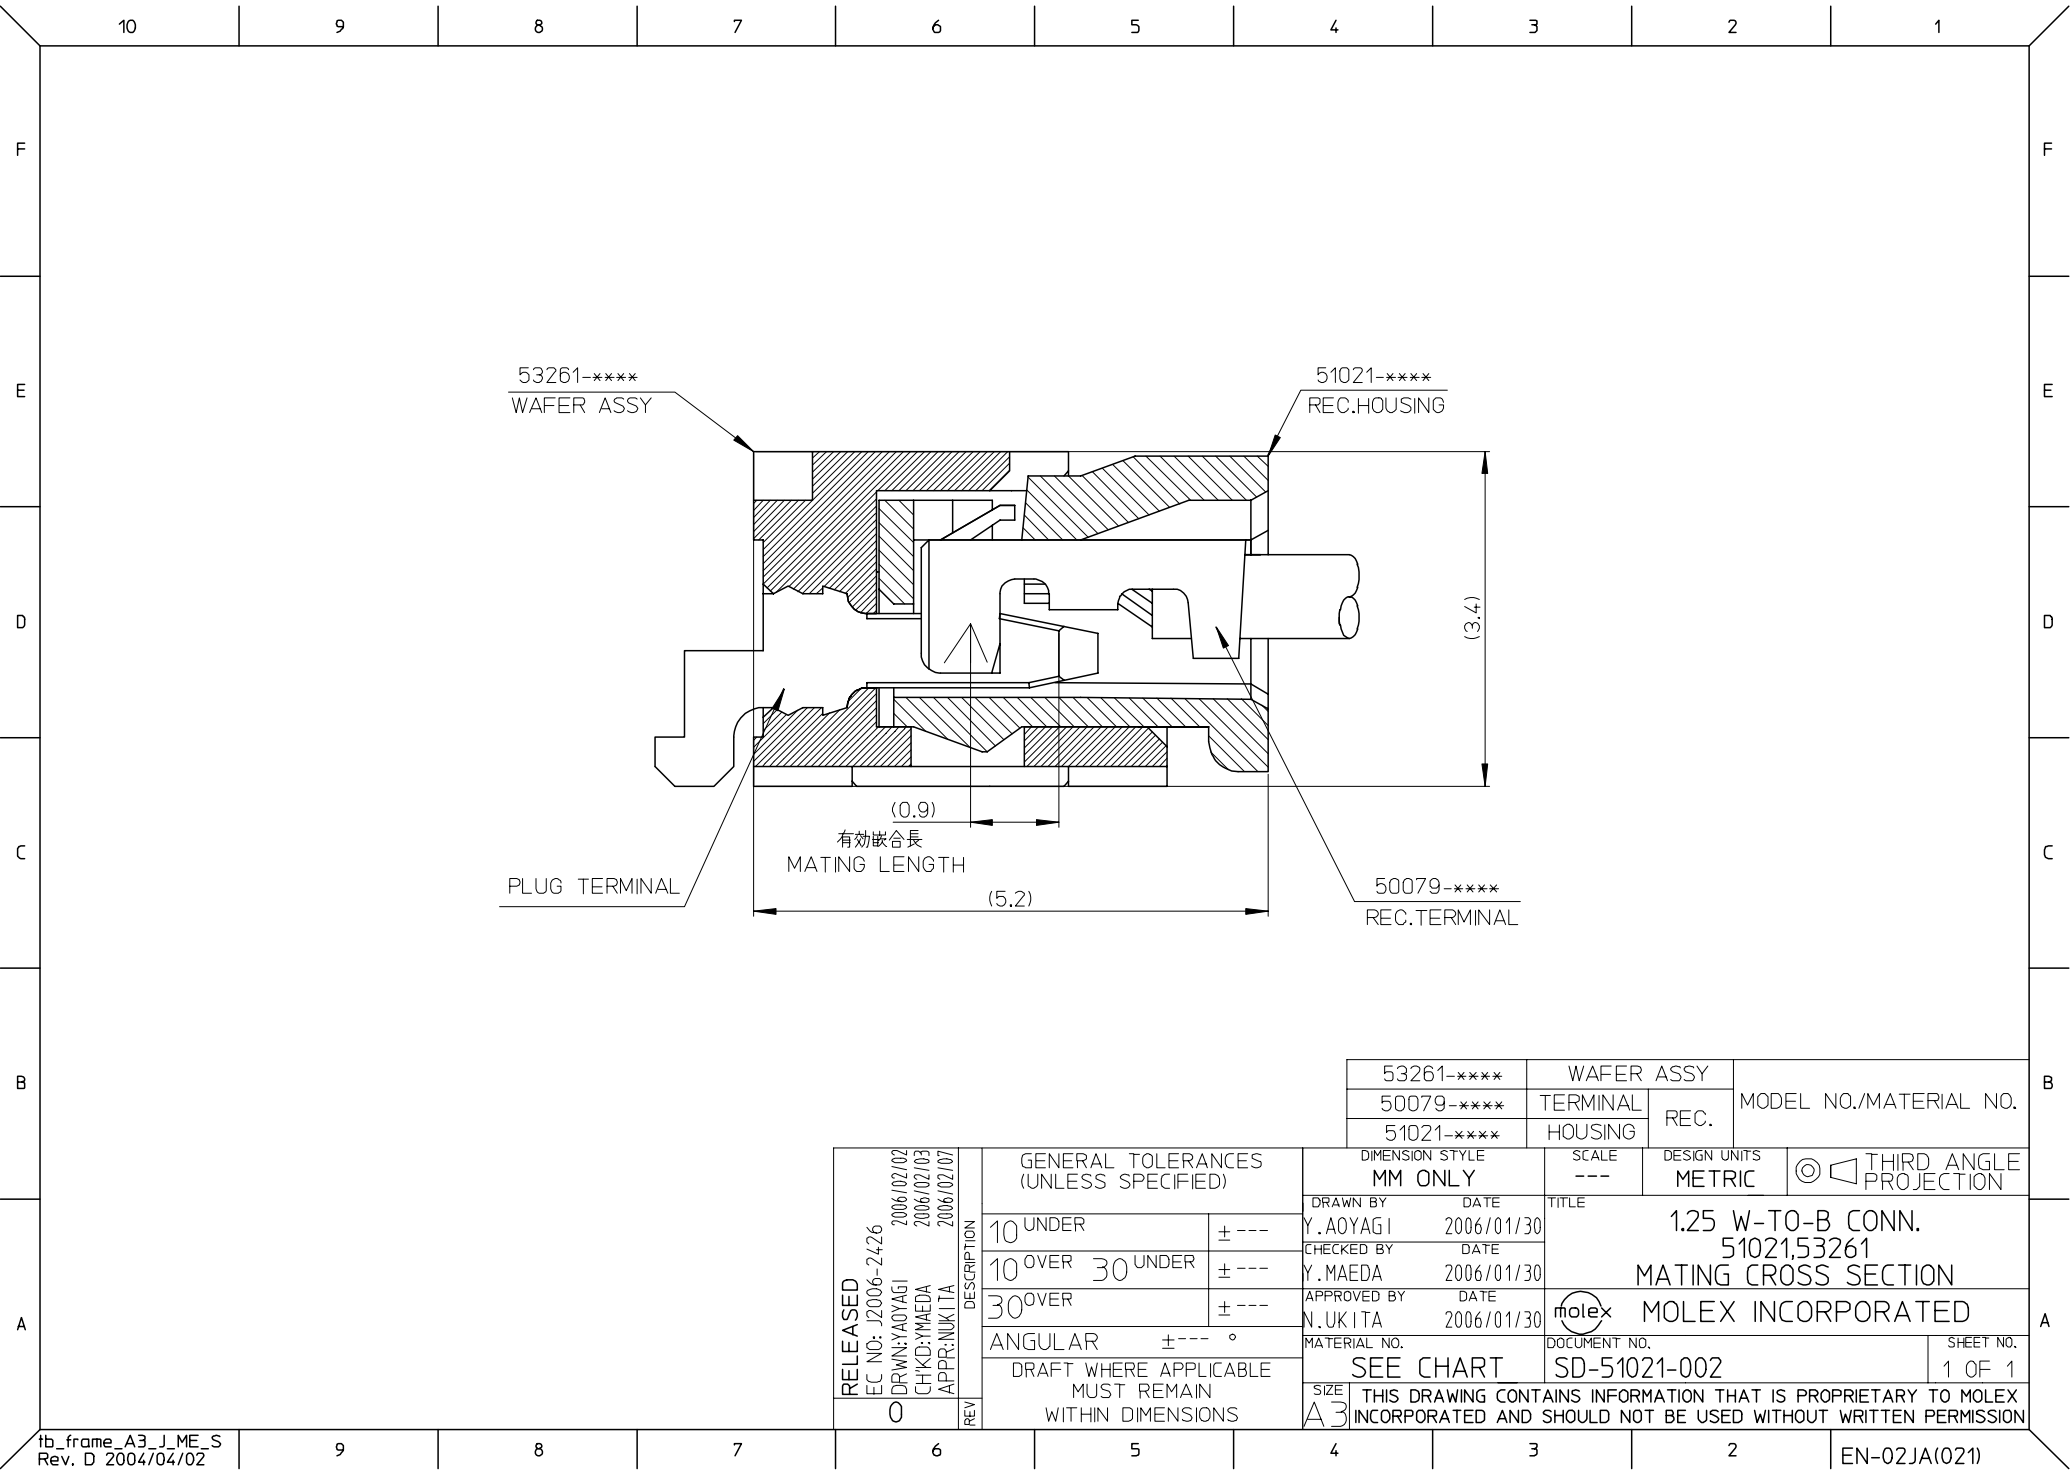 10 9 8 7 6 5 4 3 2 1
F F
E E
D D
C C
B B
A A
53261-****
WAFER ASSY
51021-****
REC.HOUSING
(3.4)
(0.9)
有効嵌合長
MATING LENGTH
PLUG TERMINAL
(5.2)
50079-****
REC.TERMINAL
53261-**** WAFER ASSY
50079-**** TERMINAL
51021-**** HOUSING
REC.
MODEL NO./MATERIAL NO.
RELEASED
EC NO: J2006-2426
DRWN:YAOYAGI 2006/02/02
CH'KD:YMAEDA 2006/02/03
APPR:NUKITA 2006/02/07
DESCRIPTION
0
REV
GENERAL TOLERANCES
(UNLESS SPECIFIED)
10 UNDER ±---
10 OVER 30 UNDER ±---
30 OVER ±---
ANGULAR ±--- °
DRAFT WHERE APPLICABLE
MUST REMAIN
WITHIN DIMENSIONS
DIMENSION STYLE
MM ONLY
SCALE
---
DESIGN UNITS
METRIC
THIRD ANGLE
PROJECTION
DRAWN BY DATE
Y.AOYAGI 2006/01/30
CHECKED BY DATE
Y.MAEDA 2006/01/30
APPROVED BY DATE
N.UKITA 2006/01/30
TITLE
1.25 W-TO-B CONN.
51021,53261
MATING CROSS SECTION
molex MOLEX INCORPORATED
MATERIAL NO.
SEE CHART
DOCUMENT NO.
SD-51021-002
SHEET NO.
1 OF 1
SIZE
A3
THIS DRAWING CONTAINS INFORMATION THAT IS PROPRIETARY TO MOLEX
INCORPORATED AND SHOULD NOT BE USED WITHOUT WRITTEN PERMISSION
tb_frame_A3_J_ME_S
Rev. D 2004/04/02
9 8 7 6 5 4 3 2
EN-02JA(021)